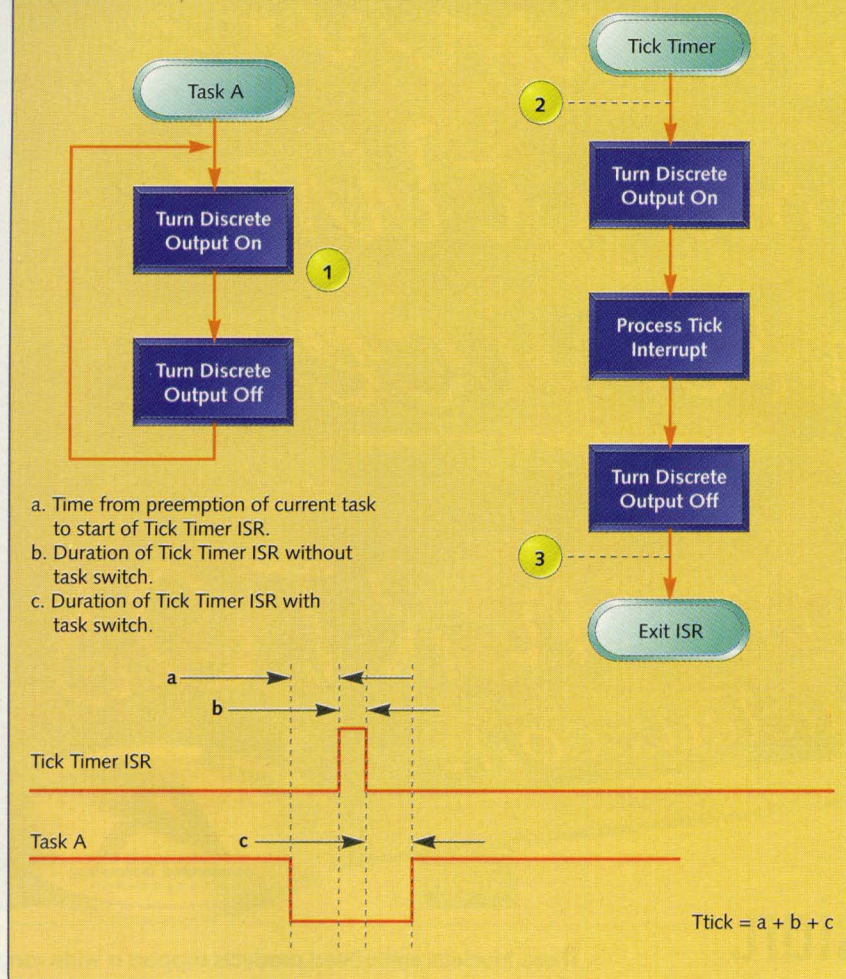 Task A
Turn Discrete
Output On
1
Turn Discrete
Output Off
Tick Timer
2
Turn Discrete
Output On
Process Tick
Interrupt
Turn Discrete
Output Off
3
Exit ISR
a. Time from preemption of current task
to start of Tick Timer ISR.
b. Duration of Tick Timer ISR without
task switch.
c. Duration of Tick Timer ISR with
task switch.
a
b
Tick Timer ISR
Task A
c
Ttick = a + b + c